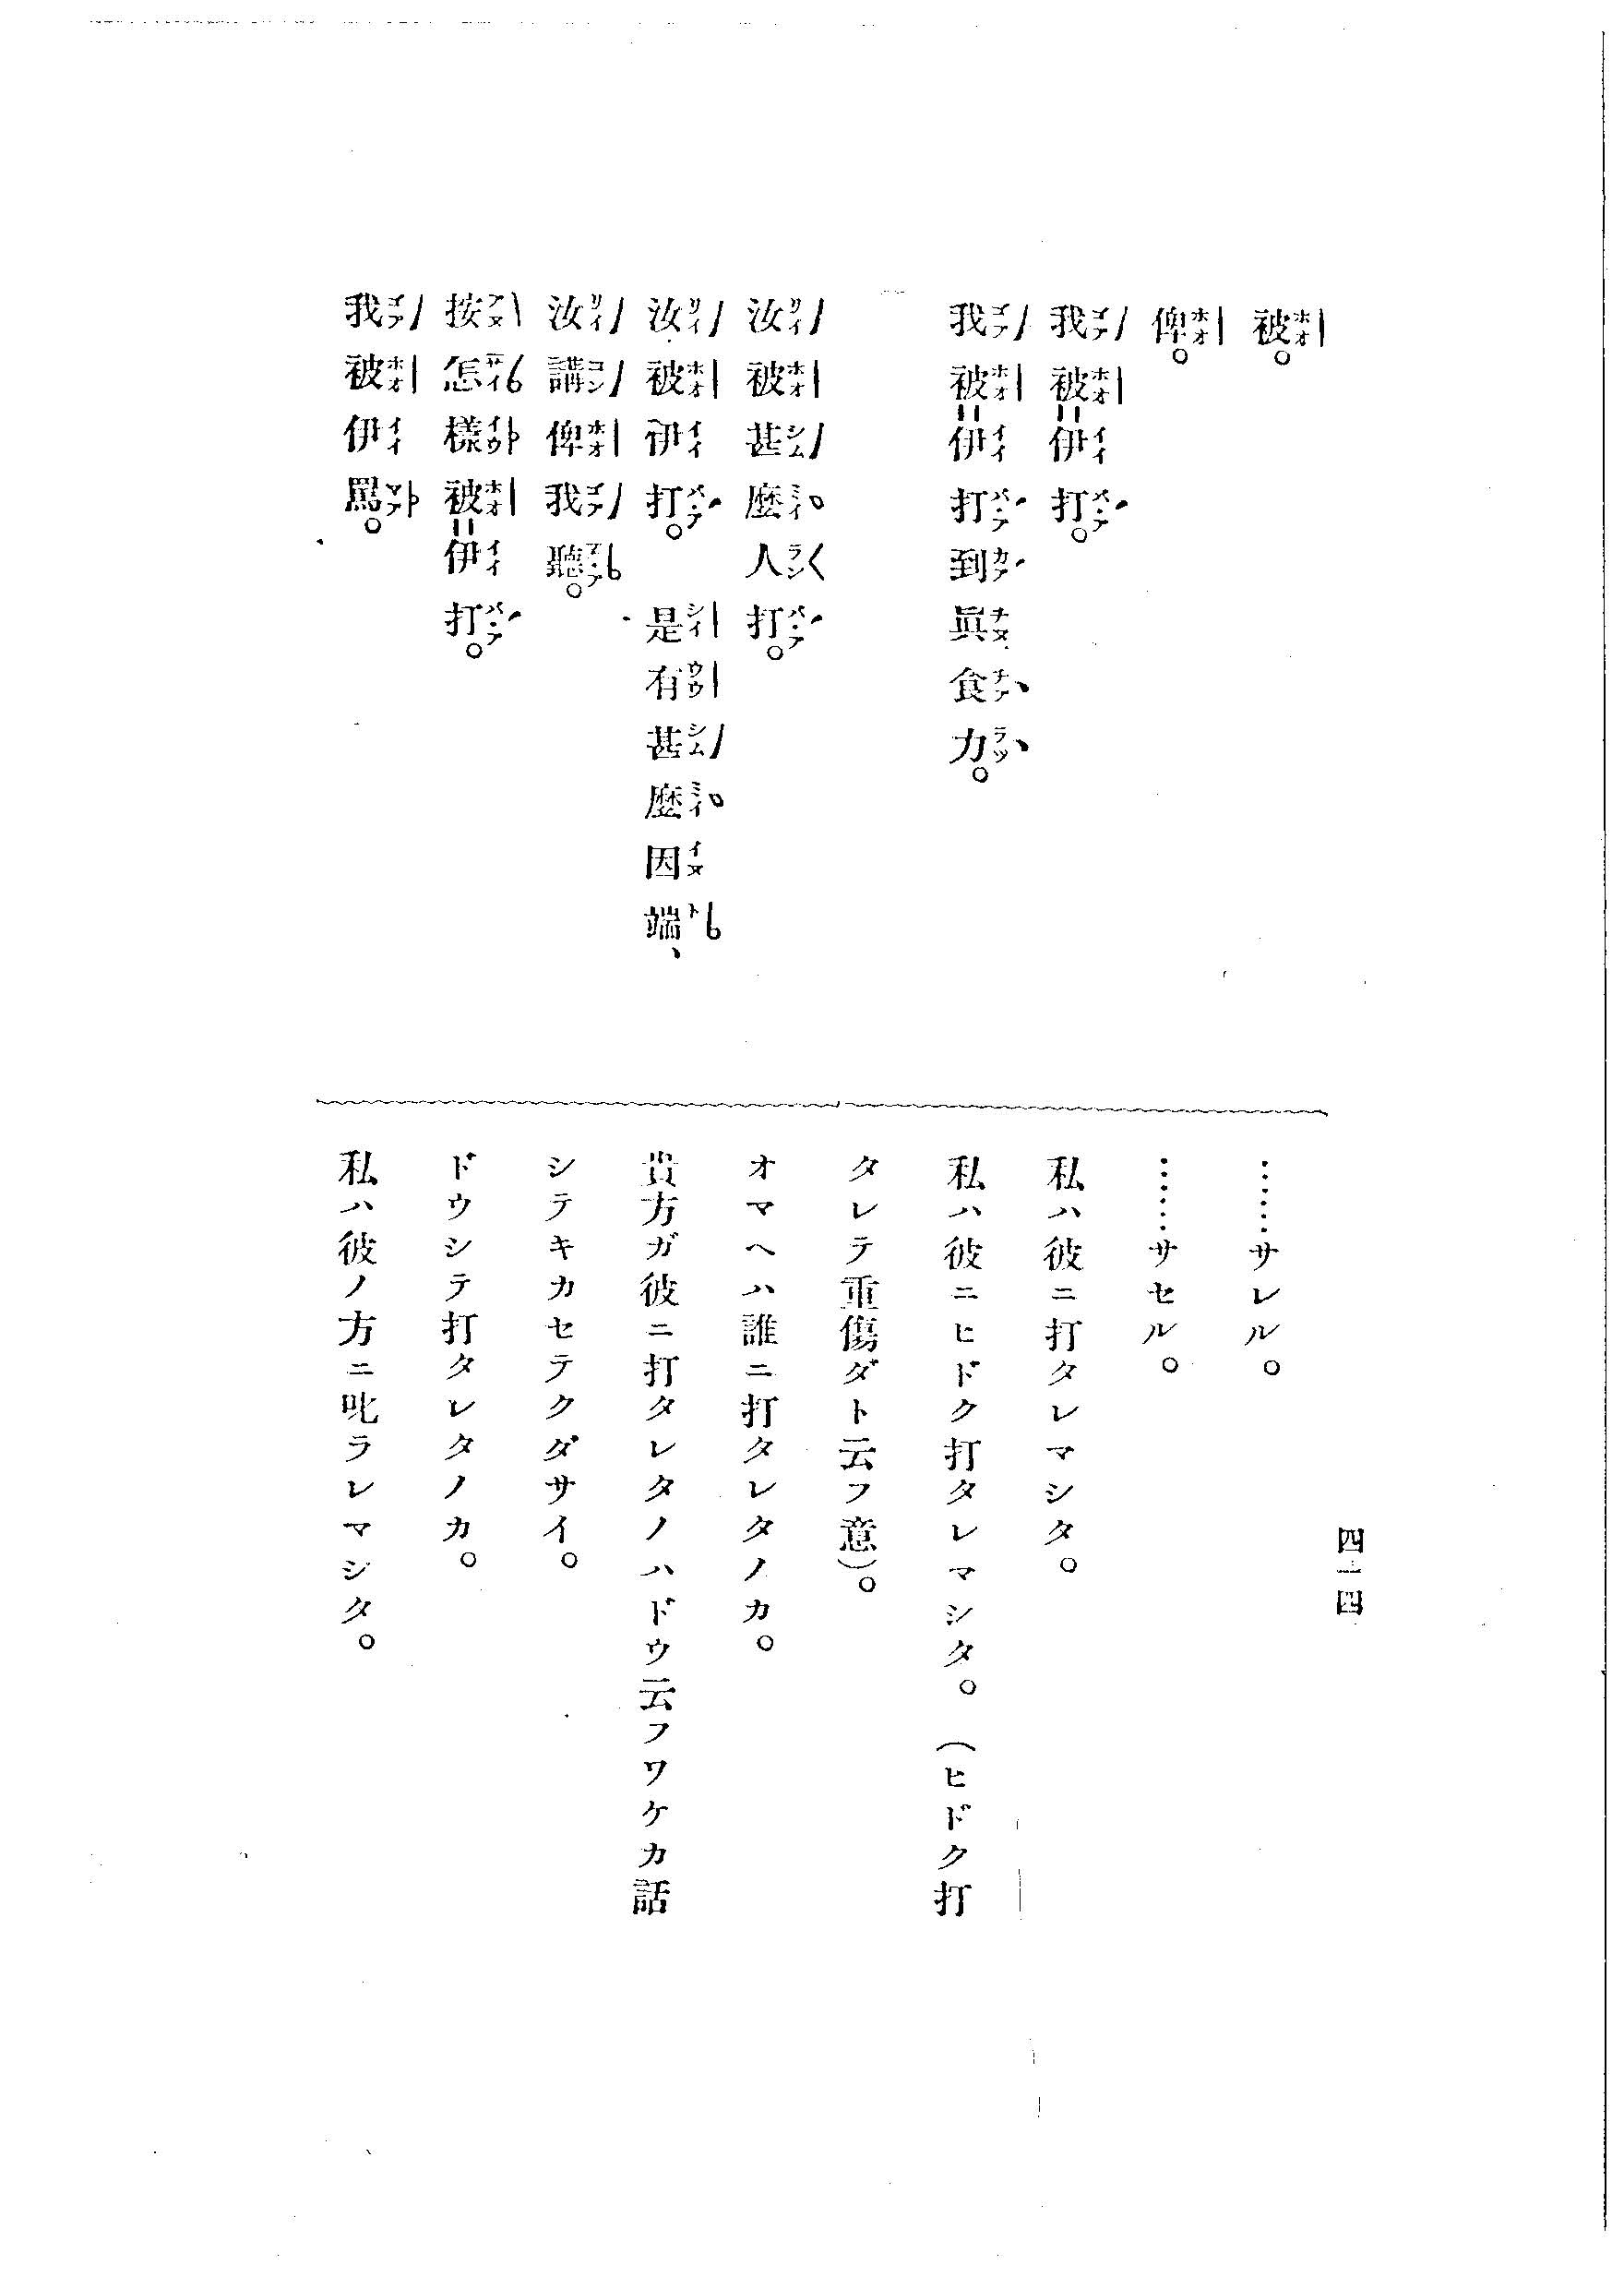 四一四
被。
俾。
我被伊打。
我被伊打到眞食力。
汝被甚麽人打。
汝被伊打。是有甚麽因端、
汝講俾我聽。
按怎樣被伊打。
我被伊罵。
……サレル。
……サセル。
私ハ彼ニ打タレマシタ。
私ハ彼ニヒドク打タレマシタ。（ヒドク打
タレテ重傷ダト云フ意）。
オマヘハ誰ニ打タレタノカ。
貴方ガ彼ニ打タレタノハドウ云フワケカ話
シテキカセテクダサイ。
ドウシテ打タレタノカ。
私ハ彼ノ方ニ叱ラレマシタ。